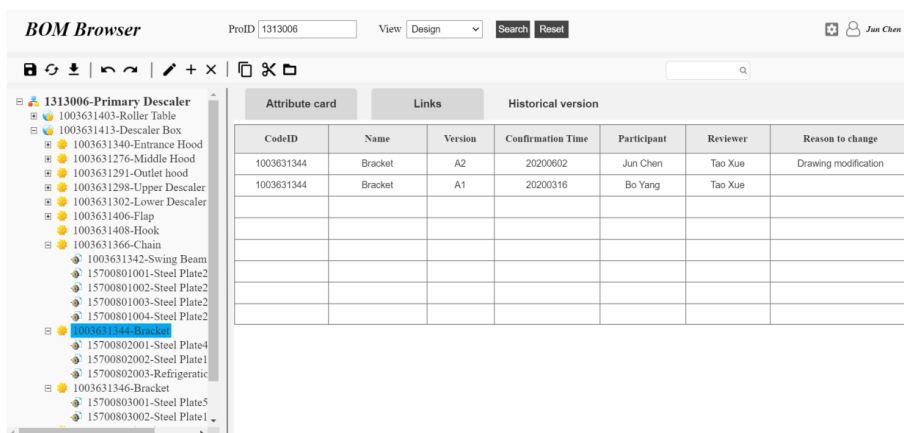 BOM Browser ProID 1313006 View Design Search Reset Jun Chen
1313006-Primary Descaler
1003631403-Roller Table
1003631413-Descaler Box
1003631340-Entrance Hood
1003631276-Middle Hood
1003631291-Outlet hood
1003631298-Upper Descaler
1003631302-Lower Descaler
1003631406-Flap
1003631408-Hook
1003631366-Chain
1003631342-Swing Beam
15700801001-Steel Plate2
15700801002-Steel Plate2
15700801003-Steel Plate2
15700801004-Steel Plate2
1003631344-Bracket
15700802001-Steel Plate4
15700802002-Steel Plate1
15700802003-Refrigeratic
1003631346-Bracket
15700803001-Steel Plate5
15700803002-Steel Plate1
Attribute card Links Historical version
CodeID Name Version Confirmation Time Participant Reviewer Reason to change
1003631344 Bracket A2 20200602 Jun Chen Tao Xue Drawing modification
1003631344 Bracket A1 20200316 Bo Yang Tao Xue